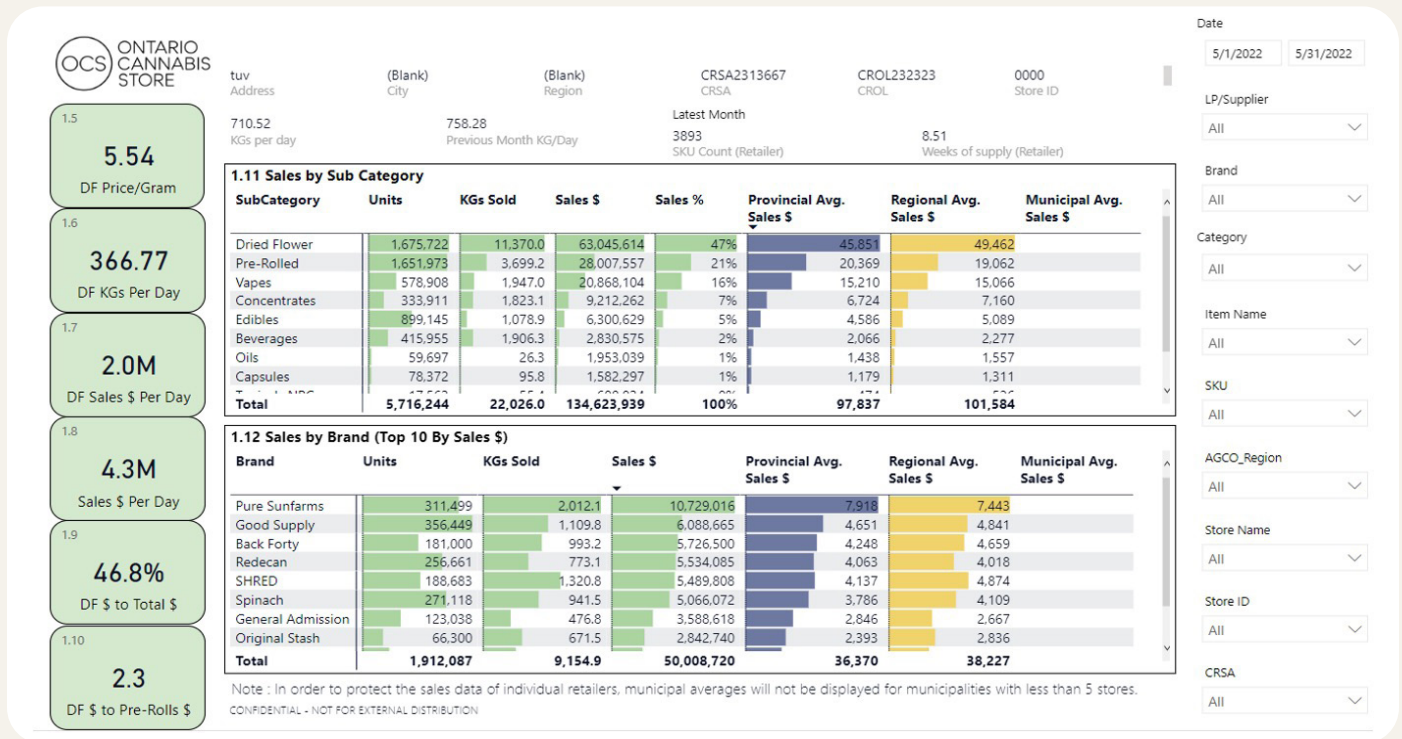 OCS ONTARIO
CANNABIS
STORE
tuv (Blank) (Blank) CRSA2313667 CROL232323 0000
Address City Region CRSA CROL Store ID
710.52 758.28 Latest Month
KGs per day Previous Month KG/Day 3893 8.51
SKU Count (Retailer) Weeks of supply (Retailer)
1.5
5.54
DF Price/Gram
1.6
366.77
DF KGs Per Day
1.7
2.0M
DF Sales $ Per Day
1.8
4.3M
Sales $ Per Day
1.9
46.8%
DF $ to Total $
1.10
2.3
DF $ to Pre-Rolls $
1.11 Sales by Sub Category
SubCategory Units KGs Sold Sales $ Sales % Provincial Avg. Regional Avg. Municipal Avg.
Sales $ Sales $ Sales $
Dried Flower 1,675,722 11,370.0 63,045,614 47% 45,851 49,462
Pre-Rolled 1,651,973 3,699.2 28,007,557 21% 20,369 19,062
Vapes 578,908 1,947.0 20,868,104 16% 15,210 15,066
Concentrates 333,911 1,823.1 9,212,262 7% 6,724 7,160
Edibles 899,145 1,078.9 6,300,629 5% 4,586 5,089
Beverages 415,955 1,906.3 2,830,575 2% 2,066 2,277
Oils 59,697 26.3 1,953,039 1% 1,438 1,557
Capsules 78,372 95.8 1,582,297 1% 1,179 1,311
Total 5,716,244 22,026.0 134,623,939 100% 97,837 101,584
1.12 Sales by Brand (Top 10 By Sales $)
Brand Units KGs Sold Sales $ Provincial Avg. Regional Avg. Municipal Avg.
Sales $ Sales $ Sales $
Pure Sunfarms 311,499 2,012.1 10,729,016 7,918 7,443
Good Supply 356,449 1,109.8 6,088,665 4,651 4,841
Back Forty 181,000 993.2 5,726,500 4,248 4,659
Redecan 256,661 773.1 5,534,085 4,063 4,018
SHRED 188,683 1,320.8 5,489,808 4,137 4,874
Spinach 271,118 941.5 5,066,072 3,786 4,109
General Admission 123,038 476.8 3,588,618 2,846 2,667
Original Stash 66,300 671.5 2,842,740 2,393 2,836
Total 1,912,087 9,154.9 50,008,720 36,370 38,227
Note : In order to protect the sales data of individual retailers, municipal averages will not be displayed for municipalities with less than 5 stores.
CONFIDENTIAL - NOT FOR EXTERNAL DISTRIBUTION
Date
5/1/2022 5/31/2022
LP/Supplier
All
Brand
All
Category
All
Item Name
All
SKU
All
AGCO_Region
All
Store Name
All
Store ID
All
CRSA
All